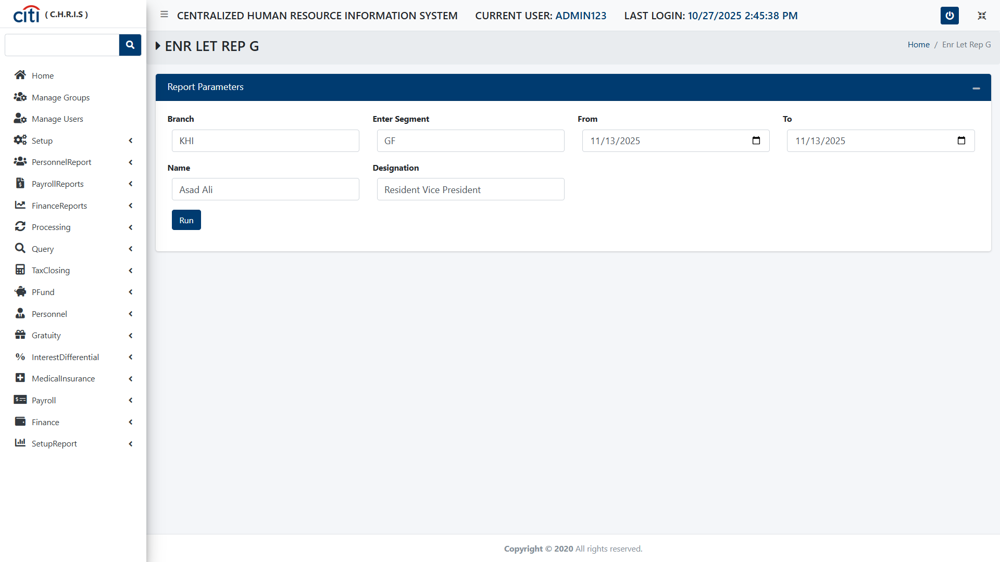 citi ( C.H.R.I.S )
CENTRALIZED HUMAN RESOURCE INFORMATION SYSTEM CURRENT USER: ADMIN123 LAST LOGIN: 10/27/2025 2:45:38 PM
ENR LET REP G
Home / Enr Let Rep G
Home
Manage Groups
Manage Users
Setup
PersonnelReport
PayrollReports
FinanceReports
Processing
Query
TaxClosing
PFund
Personnel
Gratuity
InterestDifferential
MedicalInsurance
Payroll
Finance
SetupReport
Report Parameters
Branch Enter Segment From To
KHI GF 11/13/2025 11/13/2025
Name Designation
Asad Ali Resident Vice President
Run
Copyright © 2020 All rights reserved.